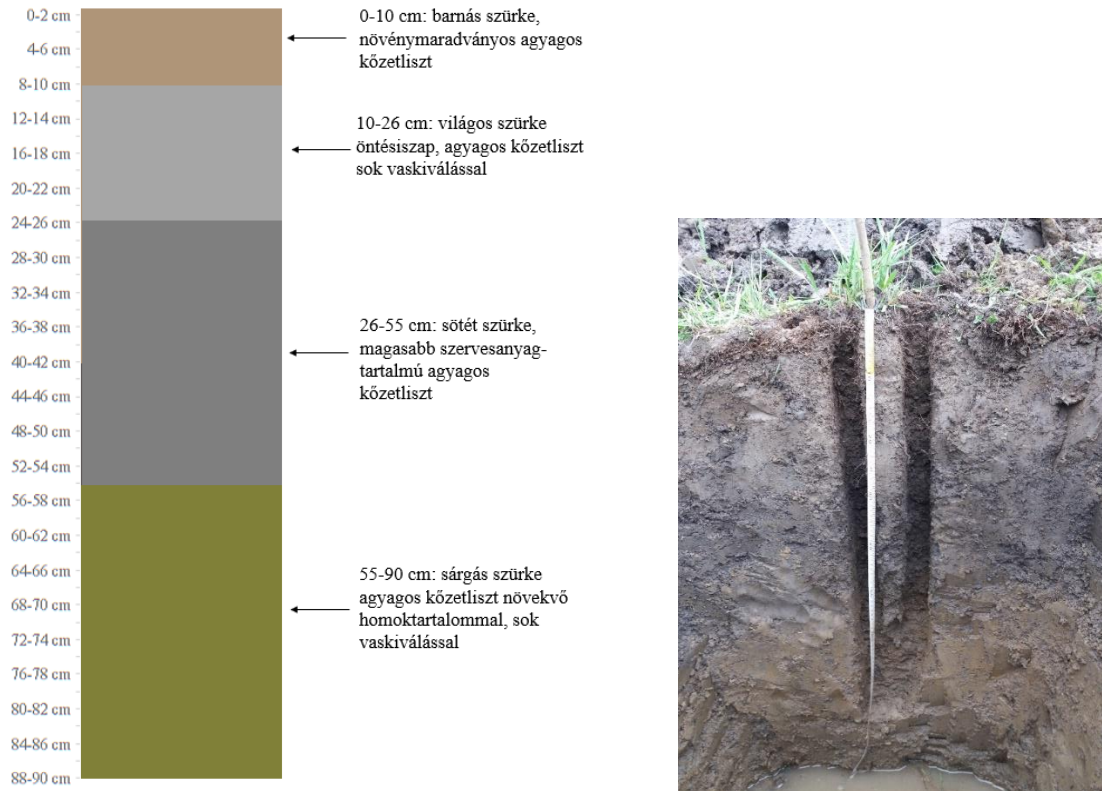 0-2 cm
4-6 cm
8-10 cm
12-14 cm
16-18 cm
20-22 cm
24-26 cm
28-30 cm
32-34 cm
36-38 cm
40-42 cm
44-46 cm
48-50 cm
52-54 cm
56-58 cm
60-62 cm
64-66 cm
68-70 cm
72-74 cm
76-78 cm
80-82 cm
84-86 cm
88-90 cm
0-10 cm: barnás szürke,
növénymaradványos agyagos
kőzetliszt
10-26 cm: világos szürke
öntésiszap, agyagos kőzetliszt
sok vaskiválással
26-55 cm: sötét szürke,
magasabb szervesanyag-
tartalmú agyagos
kőzetliszt
55-90 cm: sárgás szürke
agyagos kőzetliszt növekvő
homoktartalommal, sok
vaskiválással